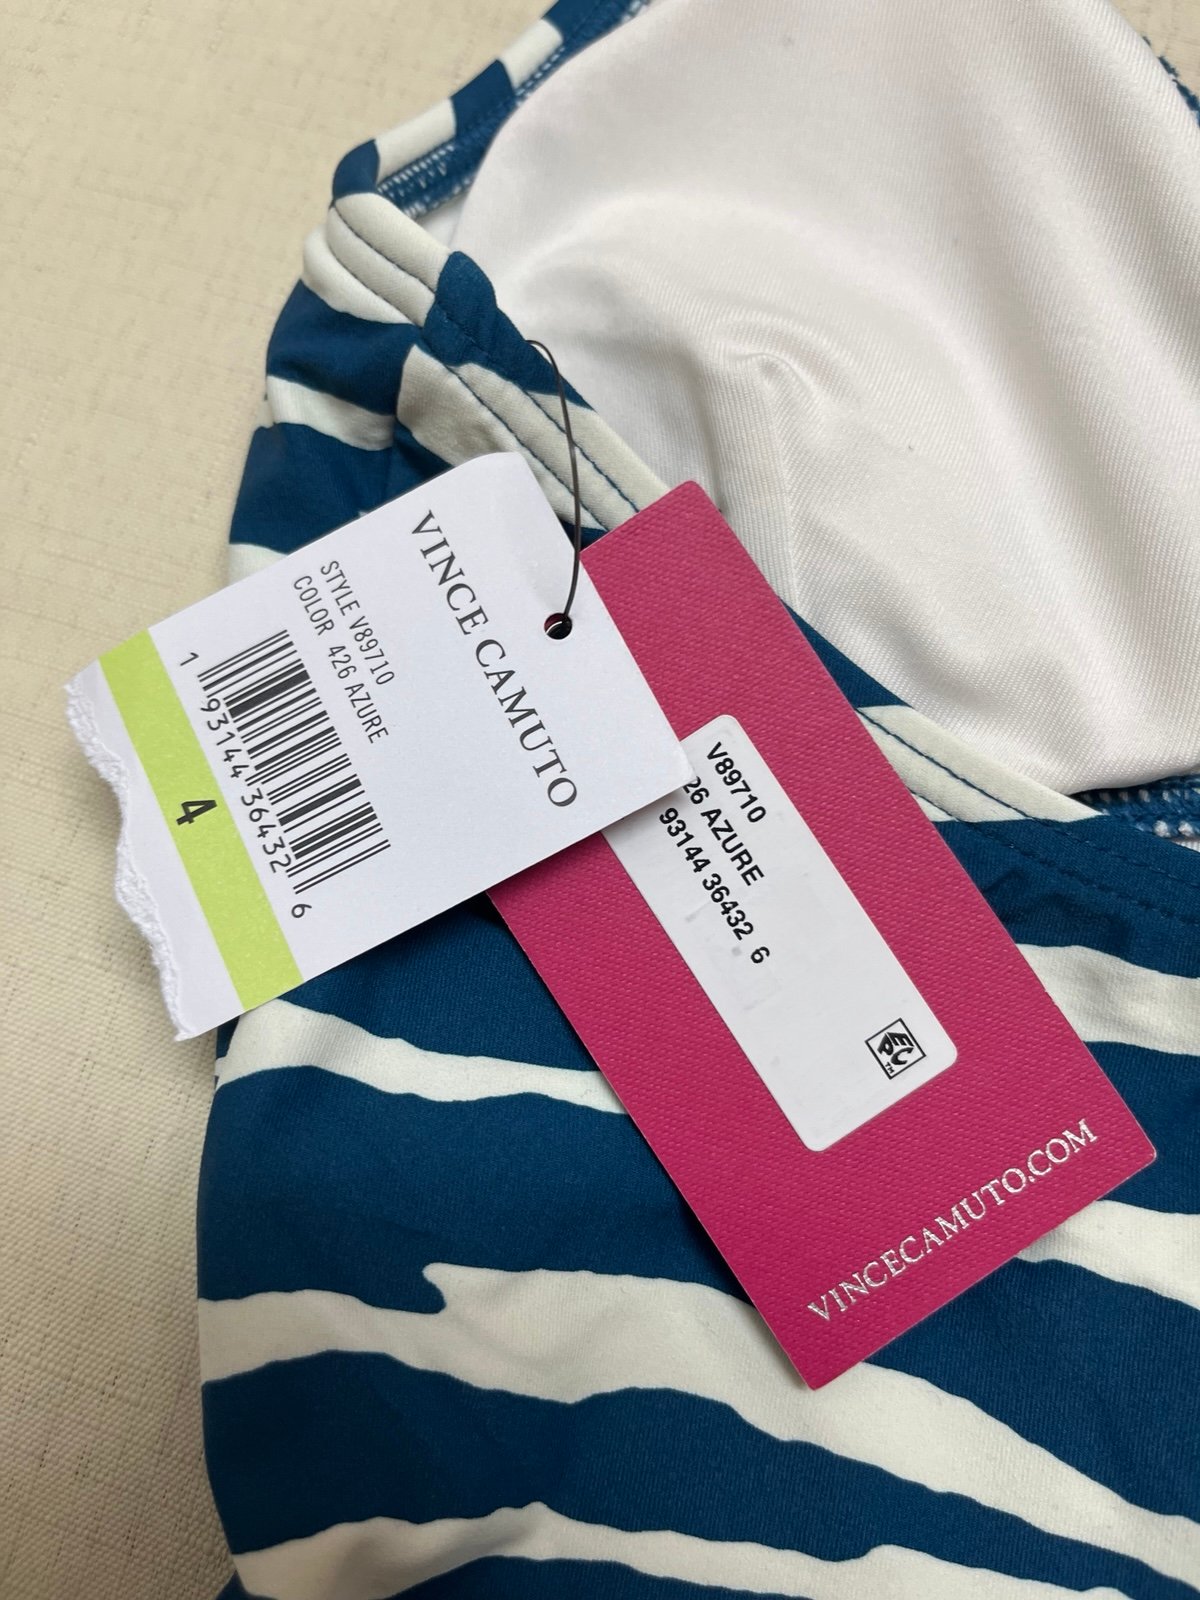 VINCE CAMUTO
STYLE V89710
COLOR 426 AZURE
1 93144 36432 6
4
V89710
26 AZURE
93144 36432 6
EPC™
VINCECAMUTO.COM